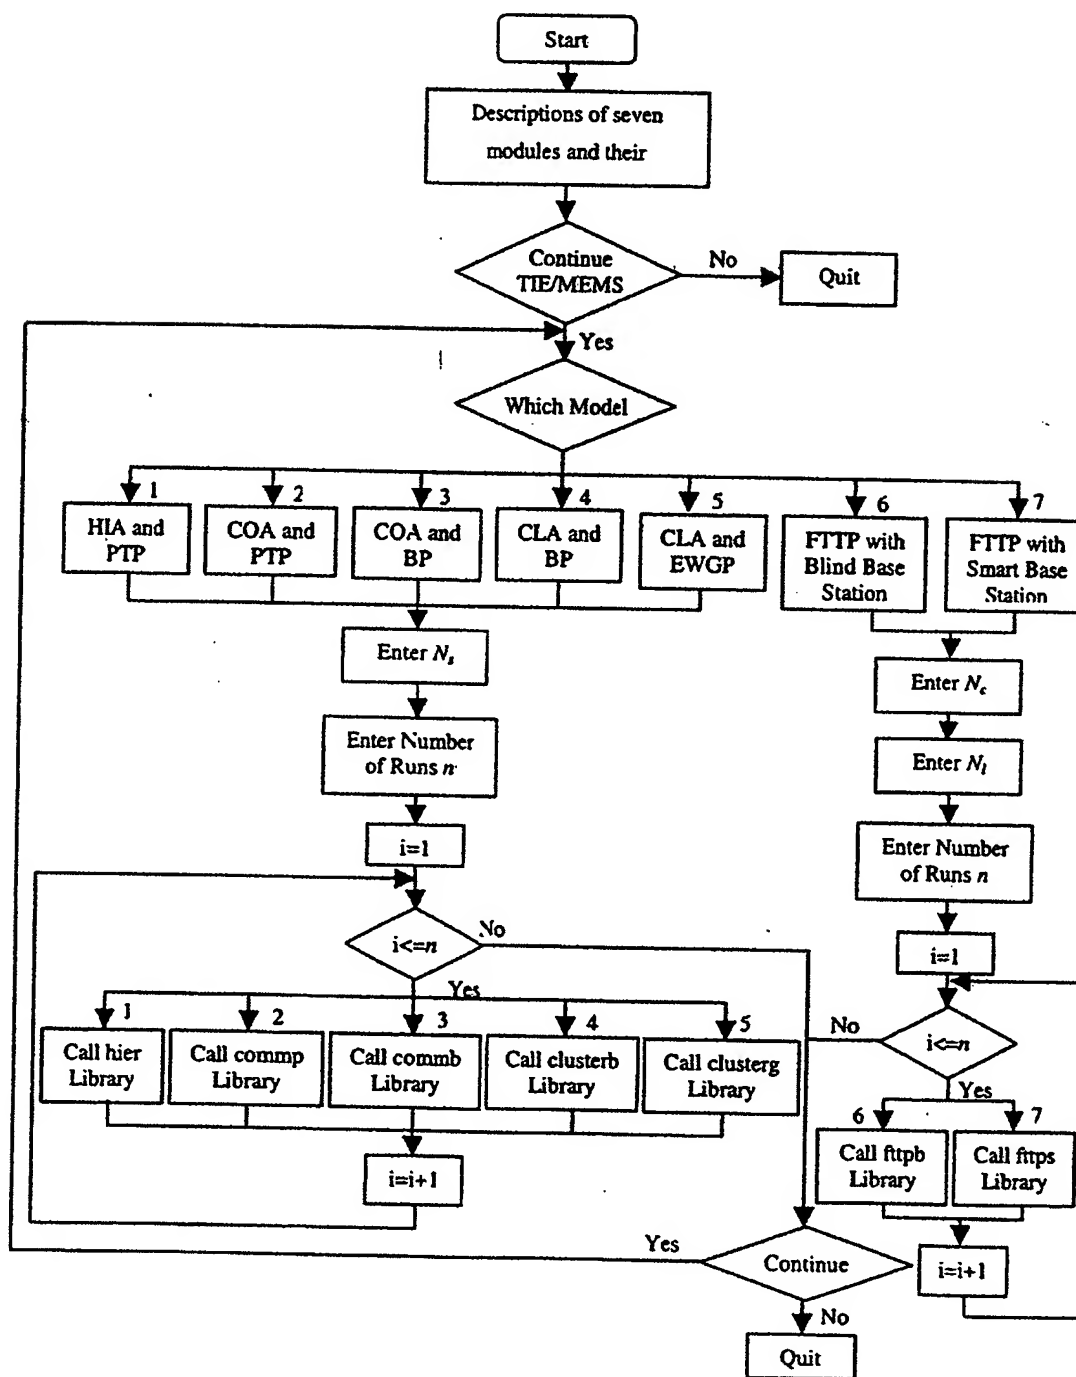 Start
Descriptions of seven
modules and their
Continue
TIE/MEMS
No
Quit
Yes
Which Model
1
2
3
4
5
6
7
HIA and
PTP
COA and
PTP
COA and
BP
CLA and
BP
CLA and
EWGP
FTTP with
Blind Base
Station
FTTP with
Smart Base
Station
Enter Ns
Enter Nc
Enter Number
of Runs n
Enter Nl
i=1
Enter Number
of Runs n
i<=n
No
i=1
Yes
No
i<=n
Yes
1
2
3
4
5
Call hier
Library
Call commp
Library
Call commb
Library
Call clusterb
Library
Call clusterg
Library
6
7
Call fttpb
Library
Call fttps
Library
i=i+1
Yes
Continue
i=i+1
No
Quit